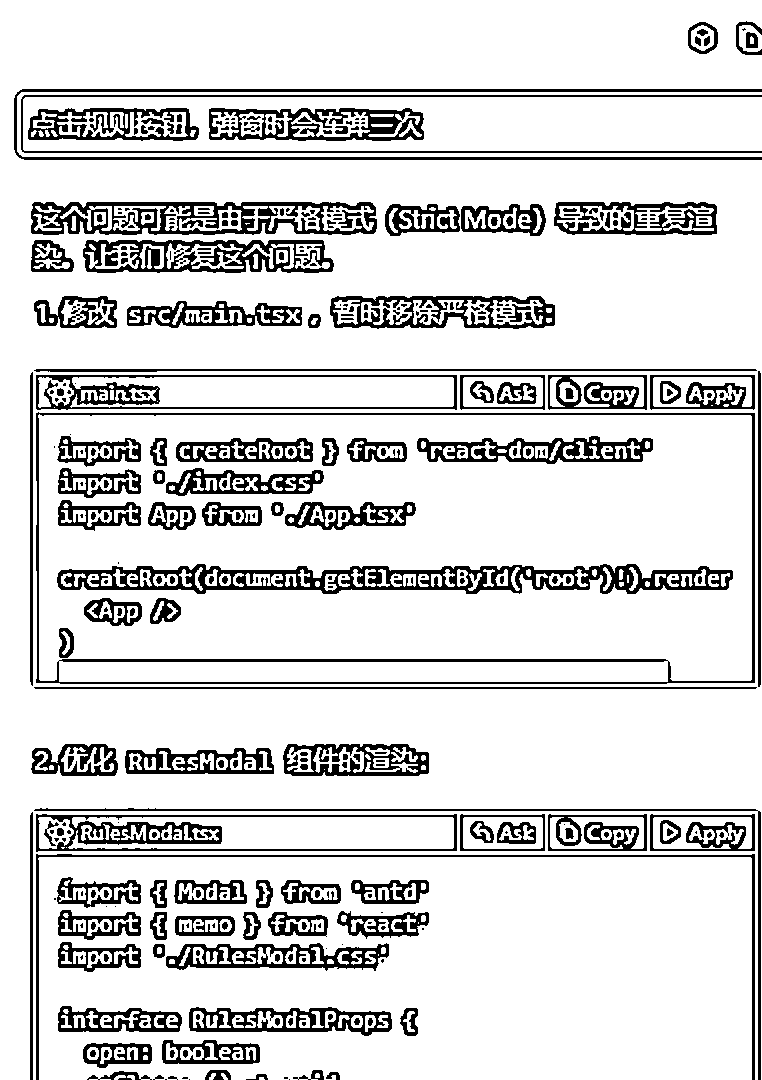 点击规则按钮，弹窗时会连弹三次
这个问题可能是由于严格模式（Strict Mode）导致的重复渲
染。让我们修复这个问题。
1. 修改 src/main.tsx，暂时移除严格模式：
main.tsx Ask Copy Apply
import { createRoot } from 'react-dom/client'
import './index.css'
import App from './App.tsx'
createRoot(document.getElementById('root')!).render
<App />
)
2. 优化 RulesModal 组件的渲染：
RulesModal.tsx Ask Copy Apply
import { Modal } from 'antd'
import { memo } from 'react'
import './RulesModal.css'
interface RulesModalProps {
open: boolean